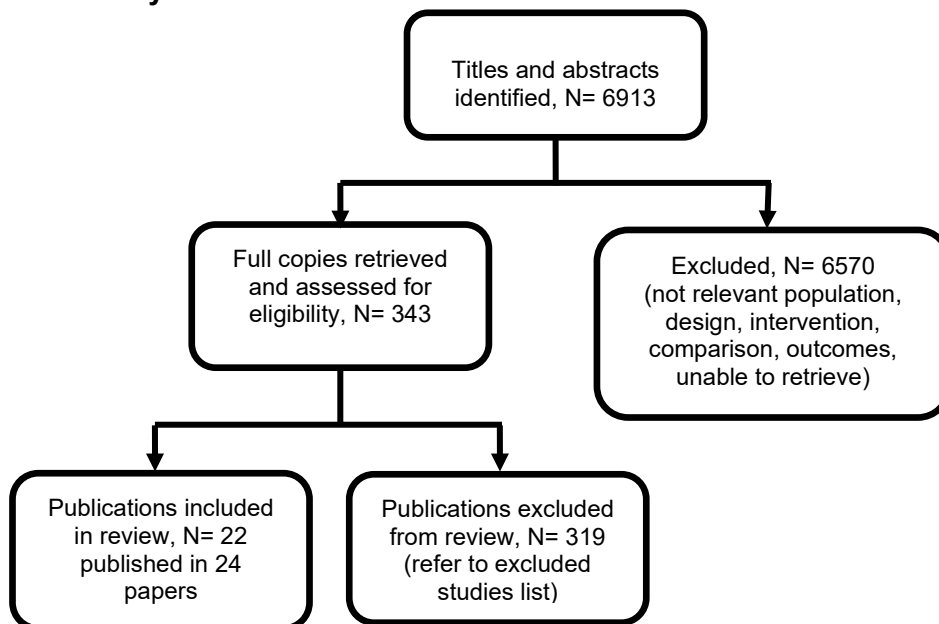 Titles and abstracts
identified, N= 6913
Full copies retrieved
and assessed for
eligibility, N= 343
Excluded, N= 6570
(not relevant population,
design, intervention,
comparison, outcomes,
unable to retrieve)
Publications included
in review, N= 22
published in 24
papers
Publications excluded
from review, N= 319
(refer to excluded
studies list)